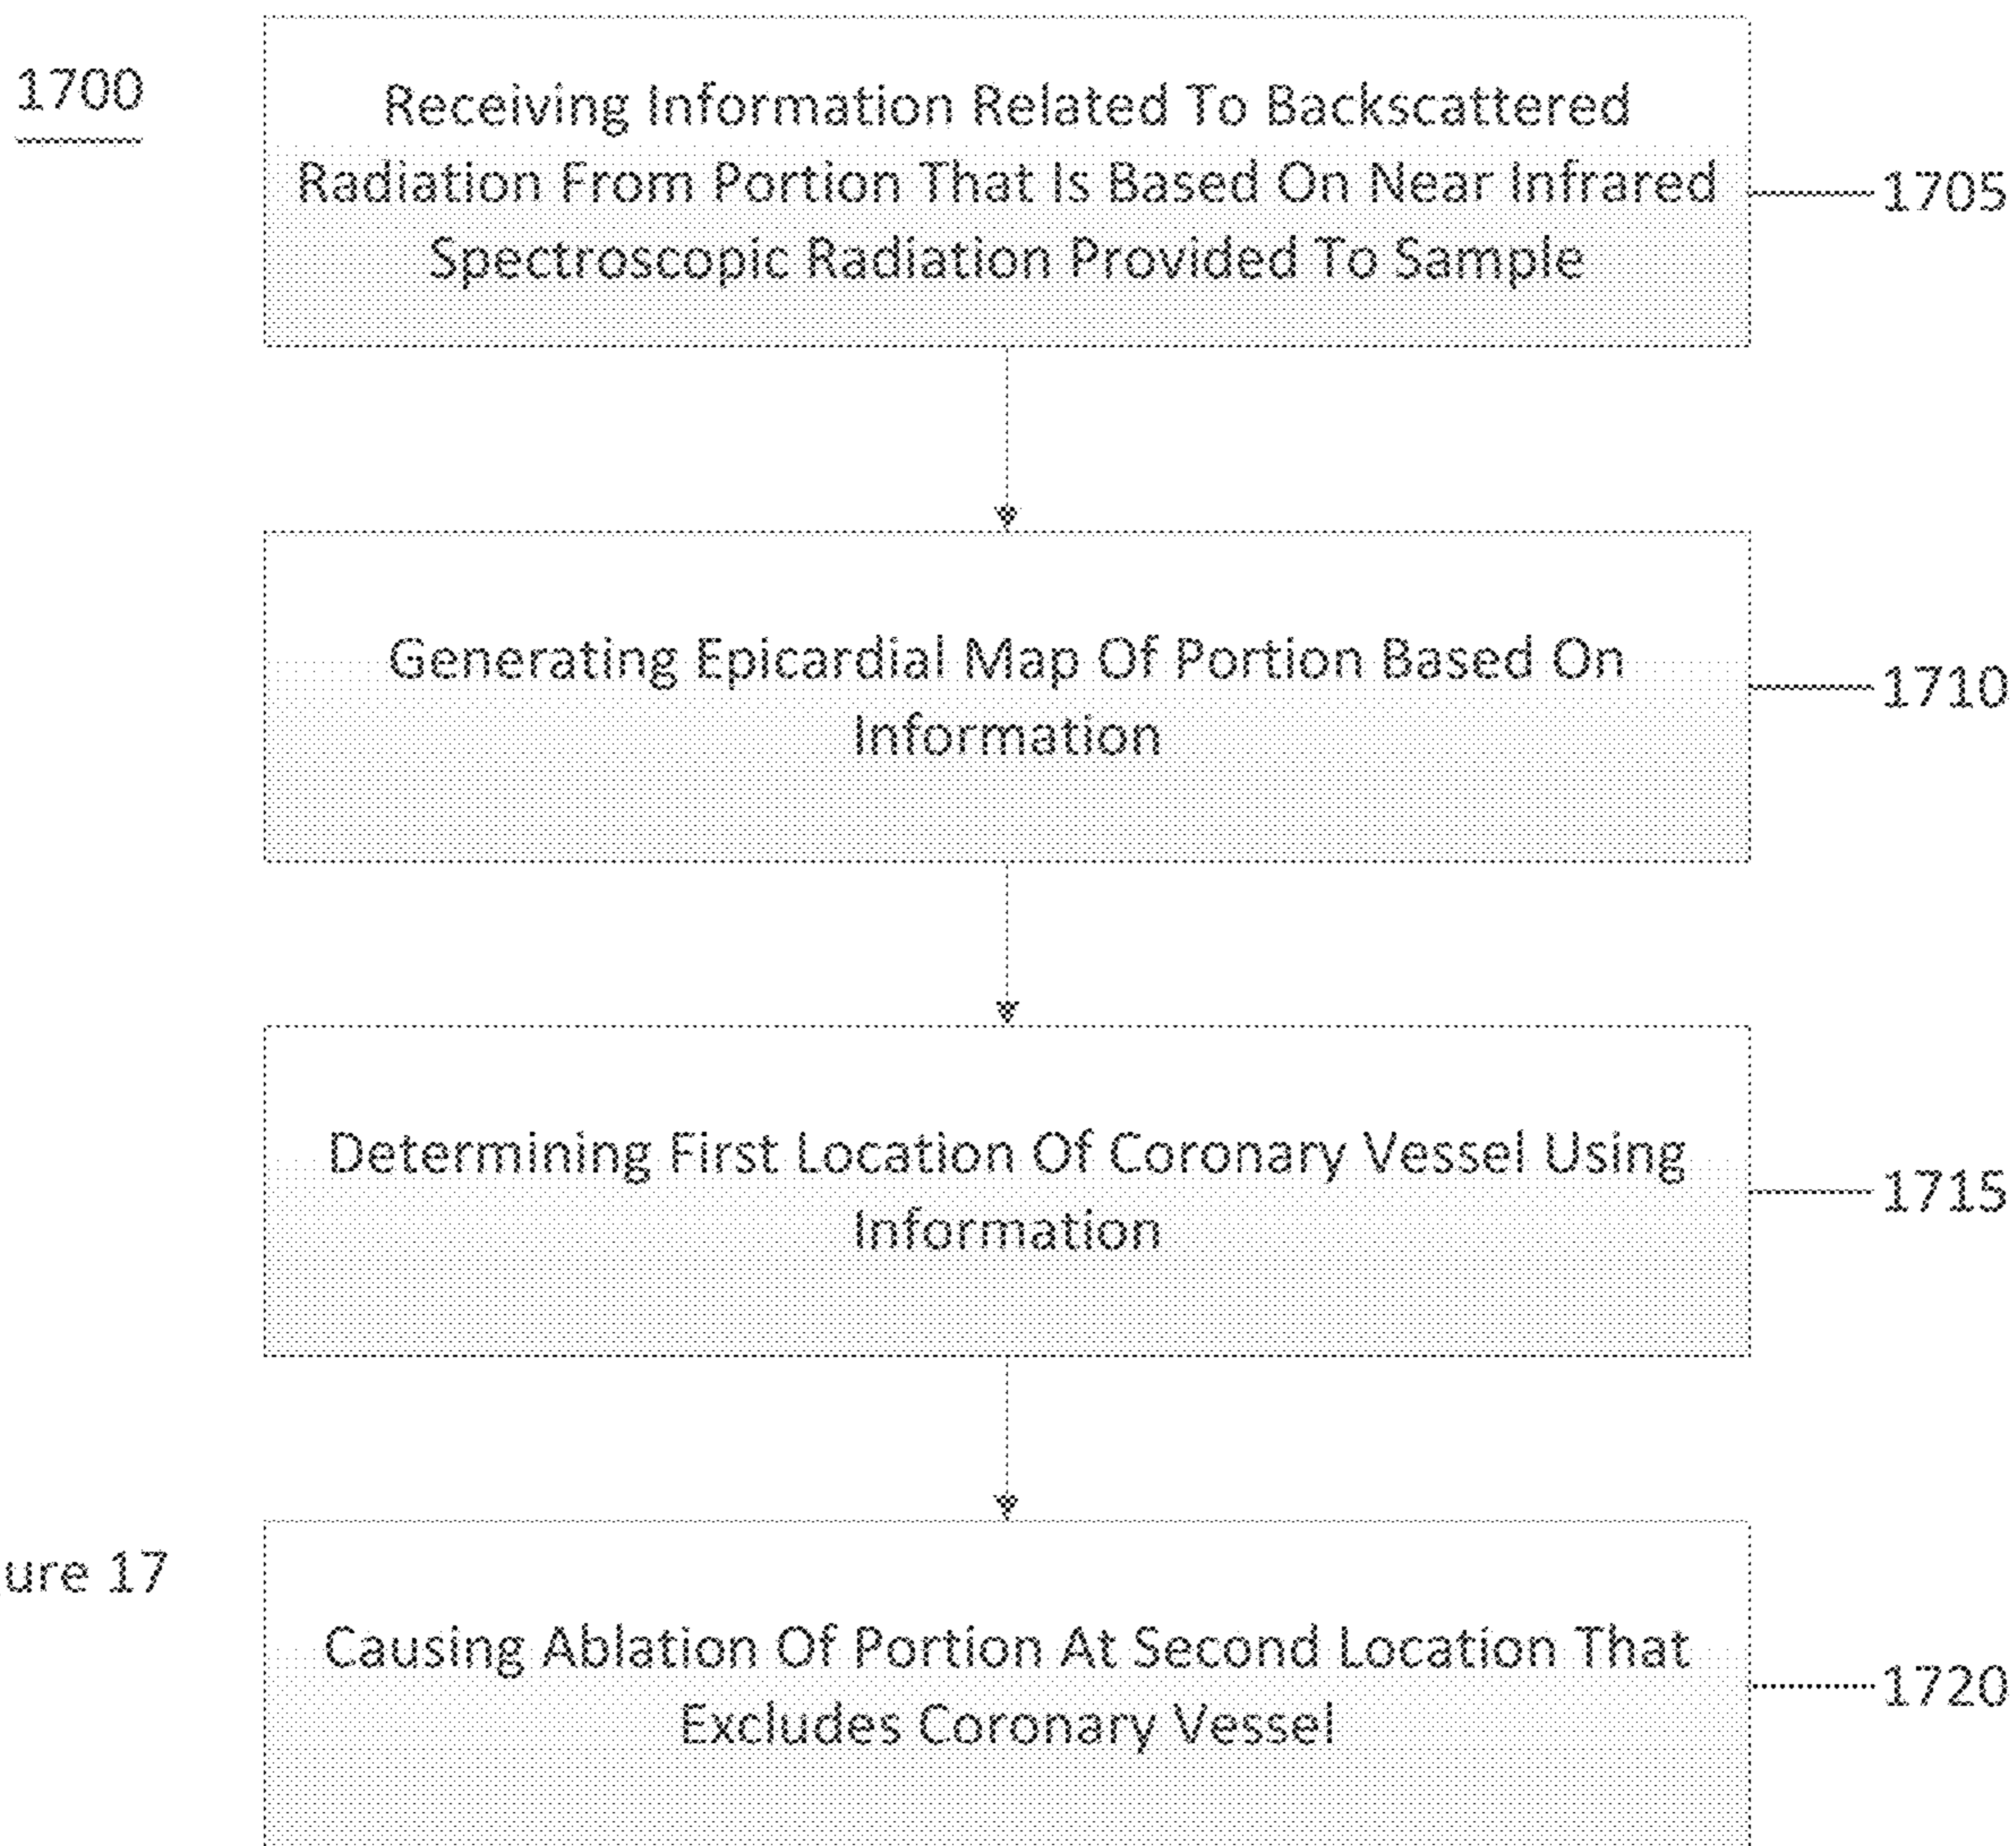 1700
Receiving Information Related To Backscattered
Radiation From Portion That Is Based On Near Infrared
Spectroscopic Radiation Provided To Sample
1705
Generating Epicardial Map Of Portion Based On
Information
1710
Determining First Location Of Coronary Vessel Using
Information
1715
ure 17
Causing Ablation Of Portion At Second Location That
Excludes Coronary Vessel
1720